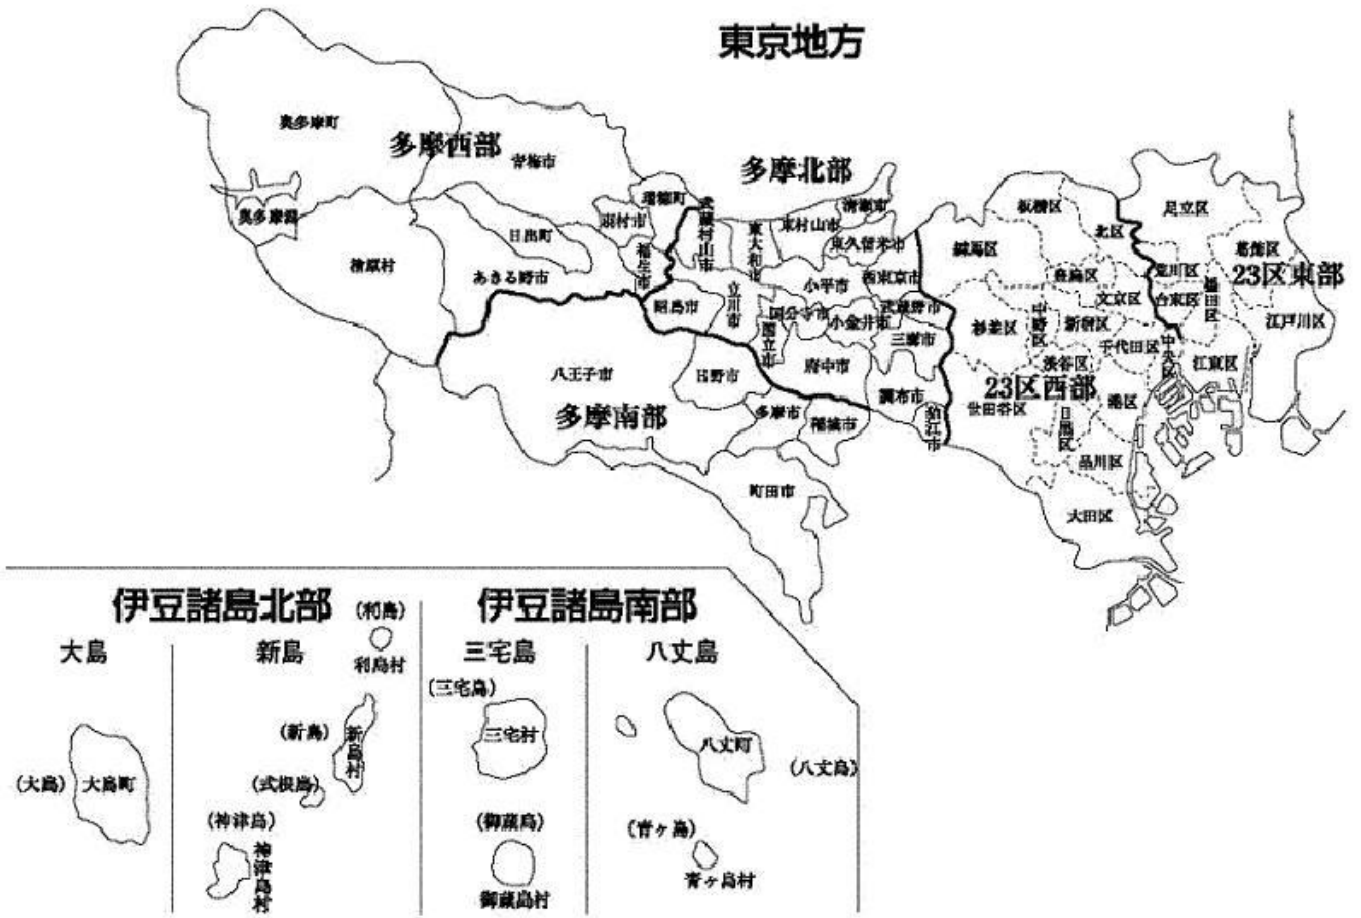 東京地方
奥多摩町
多摩西部
青梅市
多摩北部
瑞穂町
羽村市
武蔵村山市
清瀬市
東村山市
東大和市
東久留米市
板橋区
北区
足立区
奥多摩湖
日出町
福生市
檜原村
あきる野市
練馬区
葛飾区
23区東部
西東京市
小平市
豊島区
荒川区
墨田区
文京区
台東区
昭島市
立川市
国分寺市
国立市
小金井市
武蔵野市
三鷹市
杉並区
中野区
新宿区
千代田区
中央区
江戸川区
江東区
八王子市
日野市
府中市
渋谷区
23区西部
調布市
狛江市
世田谷区
目黒区
港区
多摩南部
多摩市
稲城市
品川区
町田市
大田区
伊豆諸島北部
(利島)
伊豆諸島南部
大島
新島
利島村
三宅島
八丈島
(三宅島)
(新島)
新島村
三宅村
八丈町
(八丈島)
(大島)
大島町
(式根島)
(神津島)
神津島村
(御蔵島)
御蔵島村
(青ヶ島)
青ヶ島村